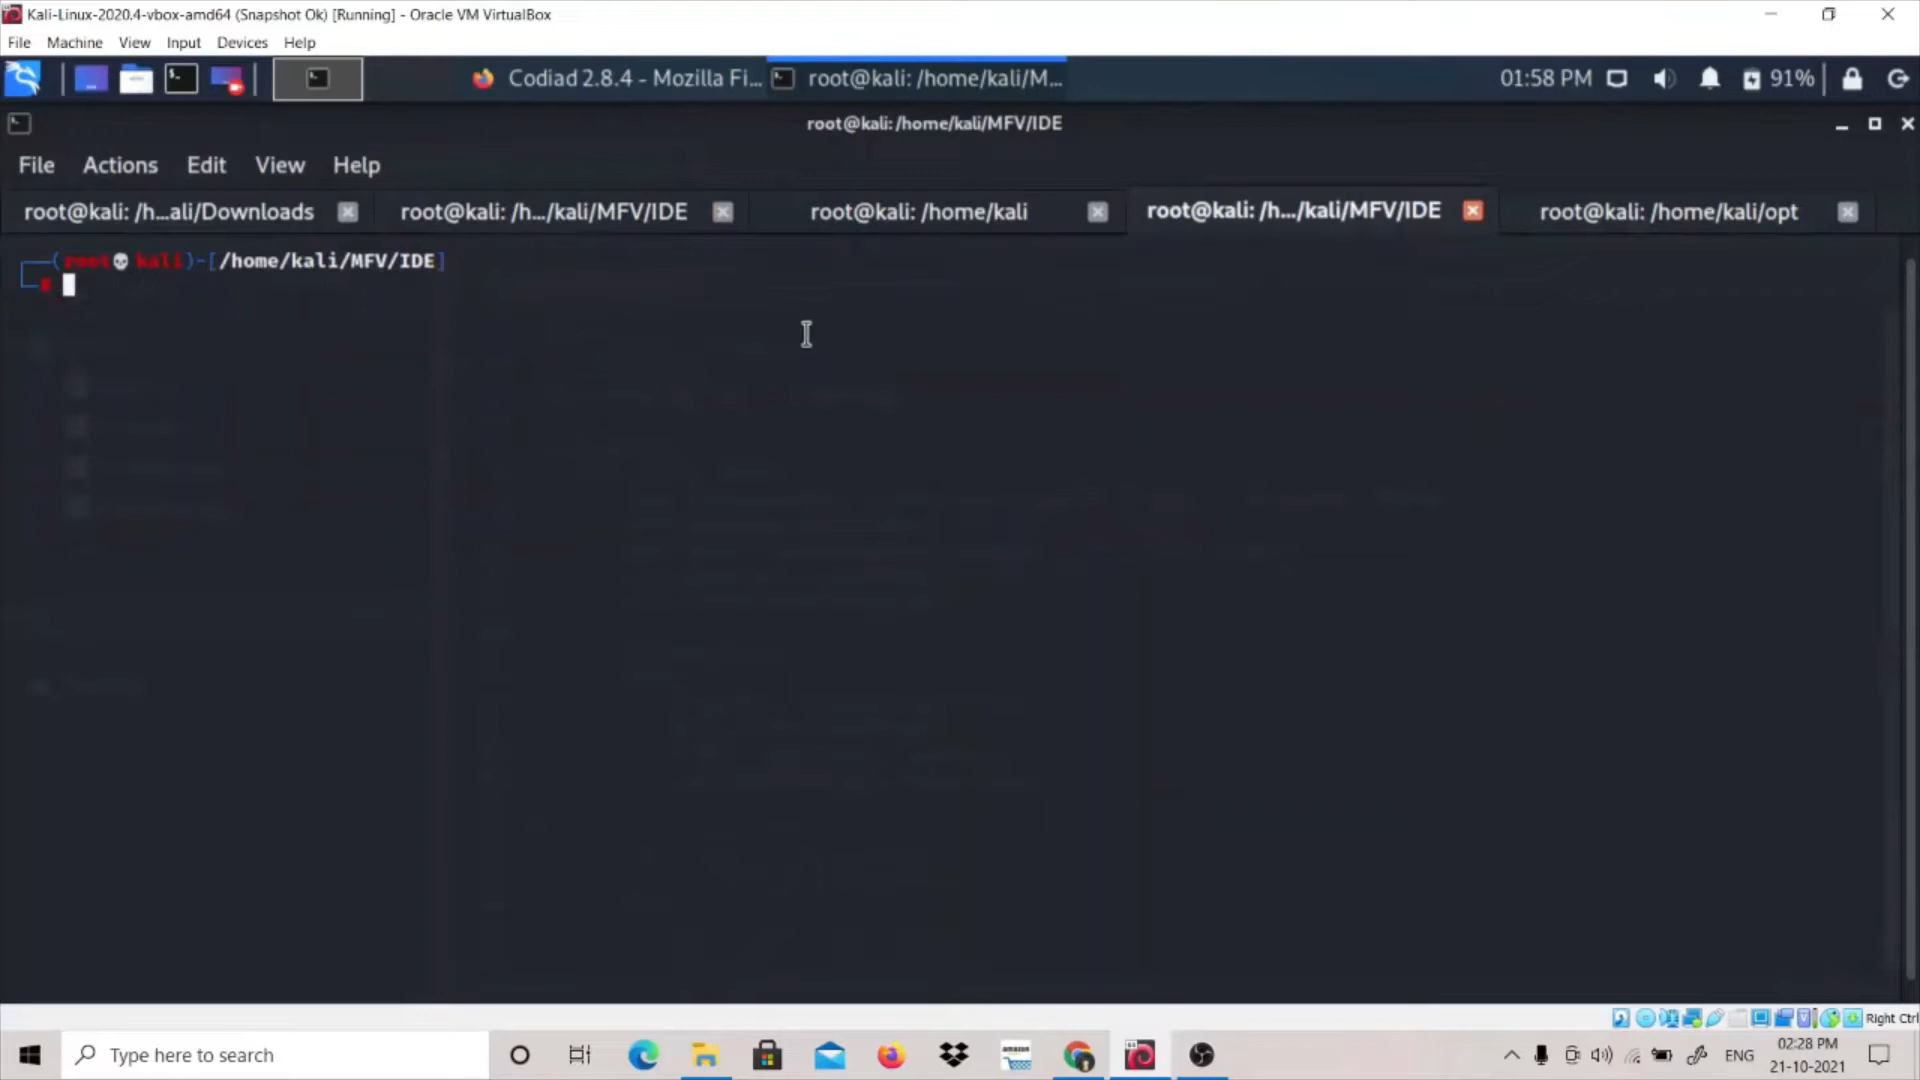 Kali-Linux-2020.4-vbox-amd64 (Snapshot Ok) [Running] - Oracle VM VirtualBox
File Machine View Input Devices Help
Codiad 2.8.4 - Mozilla Fi... root@kali: /home/kali/M... 01:58 PM 91%
root@kali:/home/kali/MFV/IDE
File Actions Edit View Help
root@kali: /h...ali/Downloads root@kali: /h.../kali/MFV/IDE root@kali: /home/kali root@kali: /h.../kali/MFV/IDE root@kali: /home/kali/opt
(root💀kali)-[/home/kali/MFV/IDE]
#
Right Ctrl
Type here to search amazon ENG 02:28 PM
21-10-2021